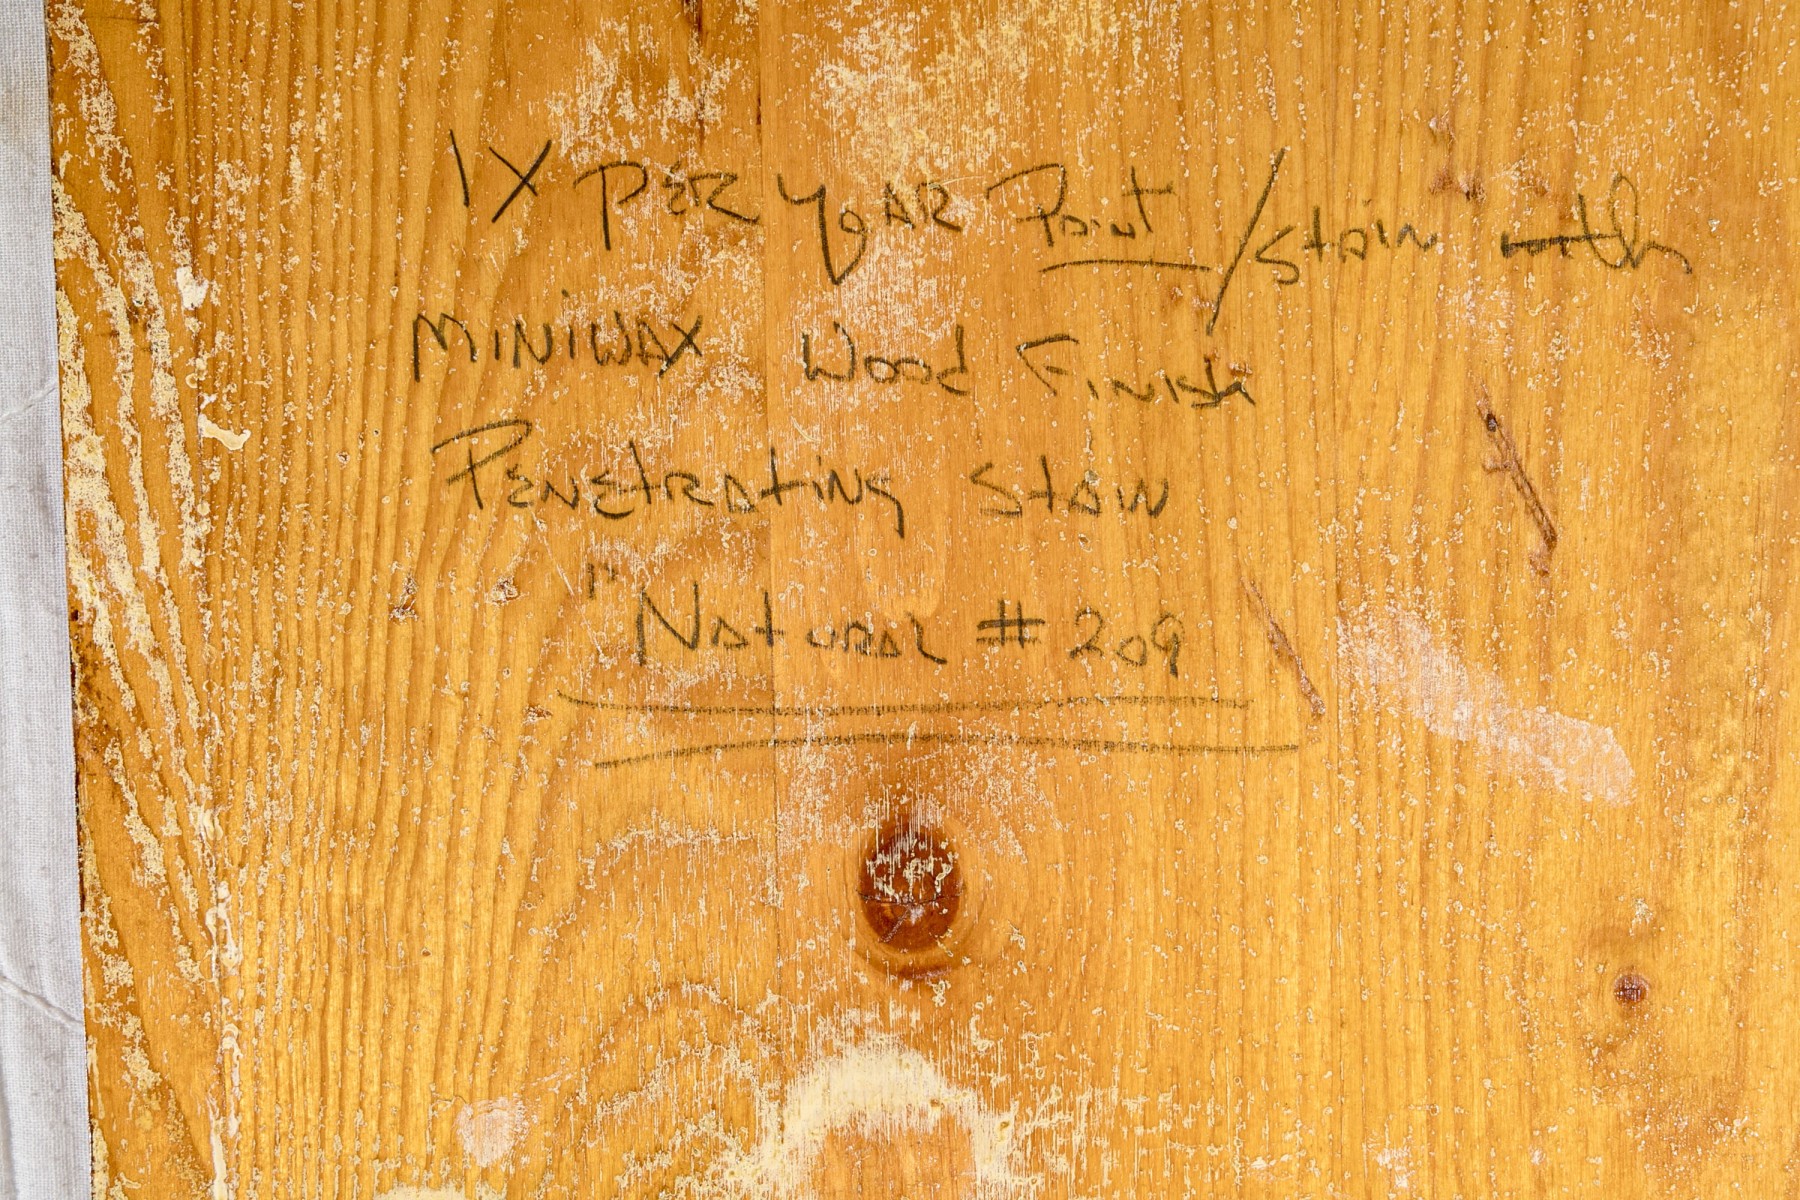 1X PER YEAR Paint/Stain with
MINIWAX Wood Finish
Penetrating Stain
"Natural #209